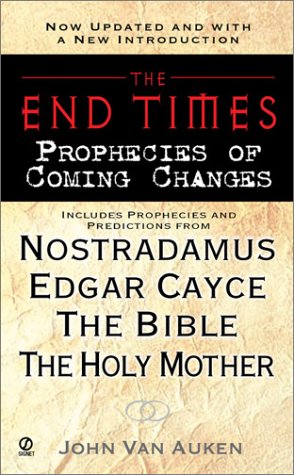 Now Updated and with
a New Introduction
The
End Times
Prophecies of
Coming Changes
Includes Prophecies and
Predictions from
Nostradamus
Edgar Cayce
The Bible
The Holy Mother
SIGNET
John Van Auken